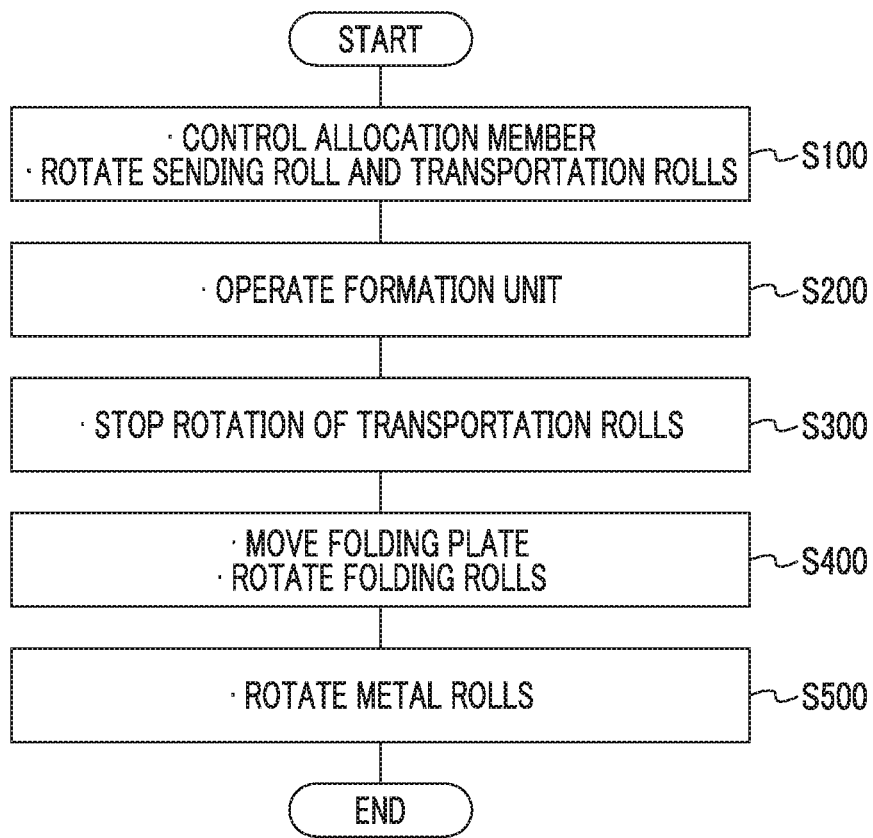 START
· CONTROL ALLOCATION MEMBER
· ROTATE SENDING ROLL AND TRANSPORTATION ROLLS
S100
· OPERATE FORMATION UNIT
S200
· STOP ROTATION OF TRANSPORTATION ROLLS
S300
· MOVE FOLDING PLATE
· ROTATE FOLDING ROLLS
S400
· ROTATE METAL ROLLS
S500
END